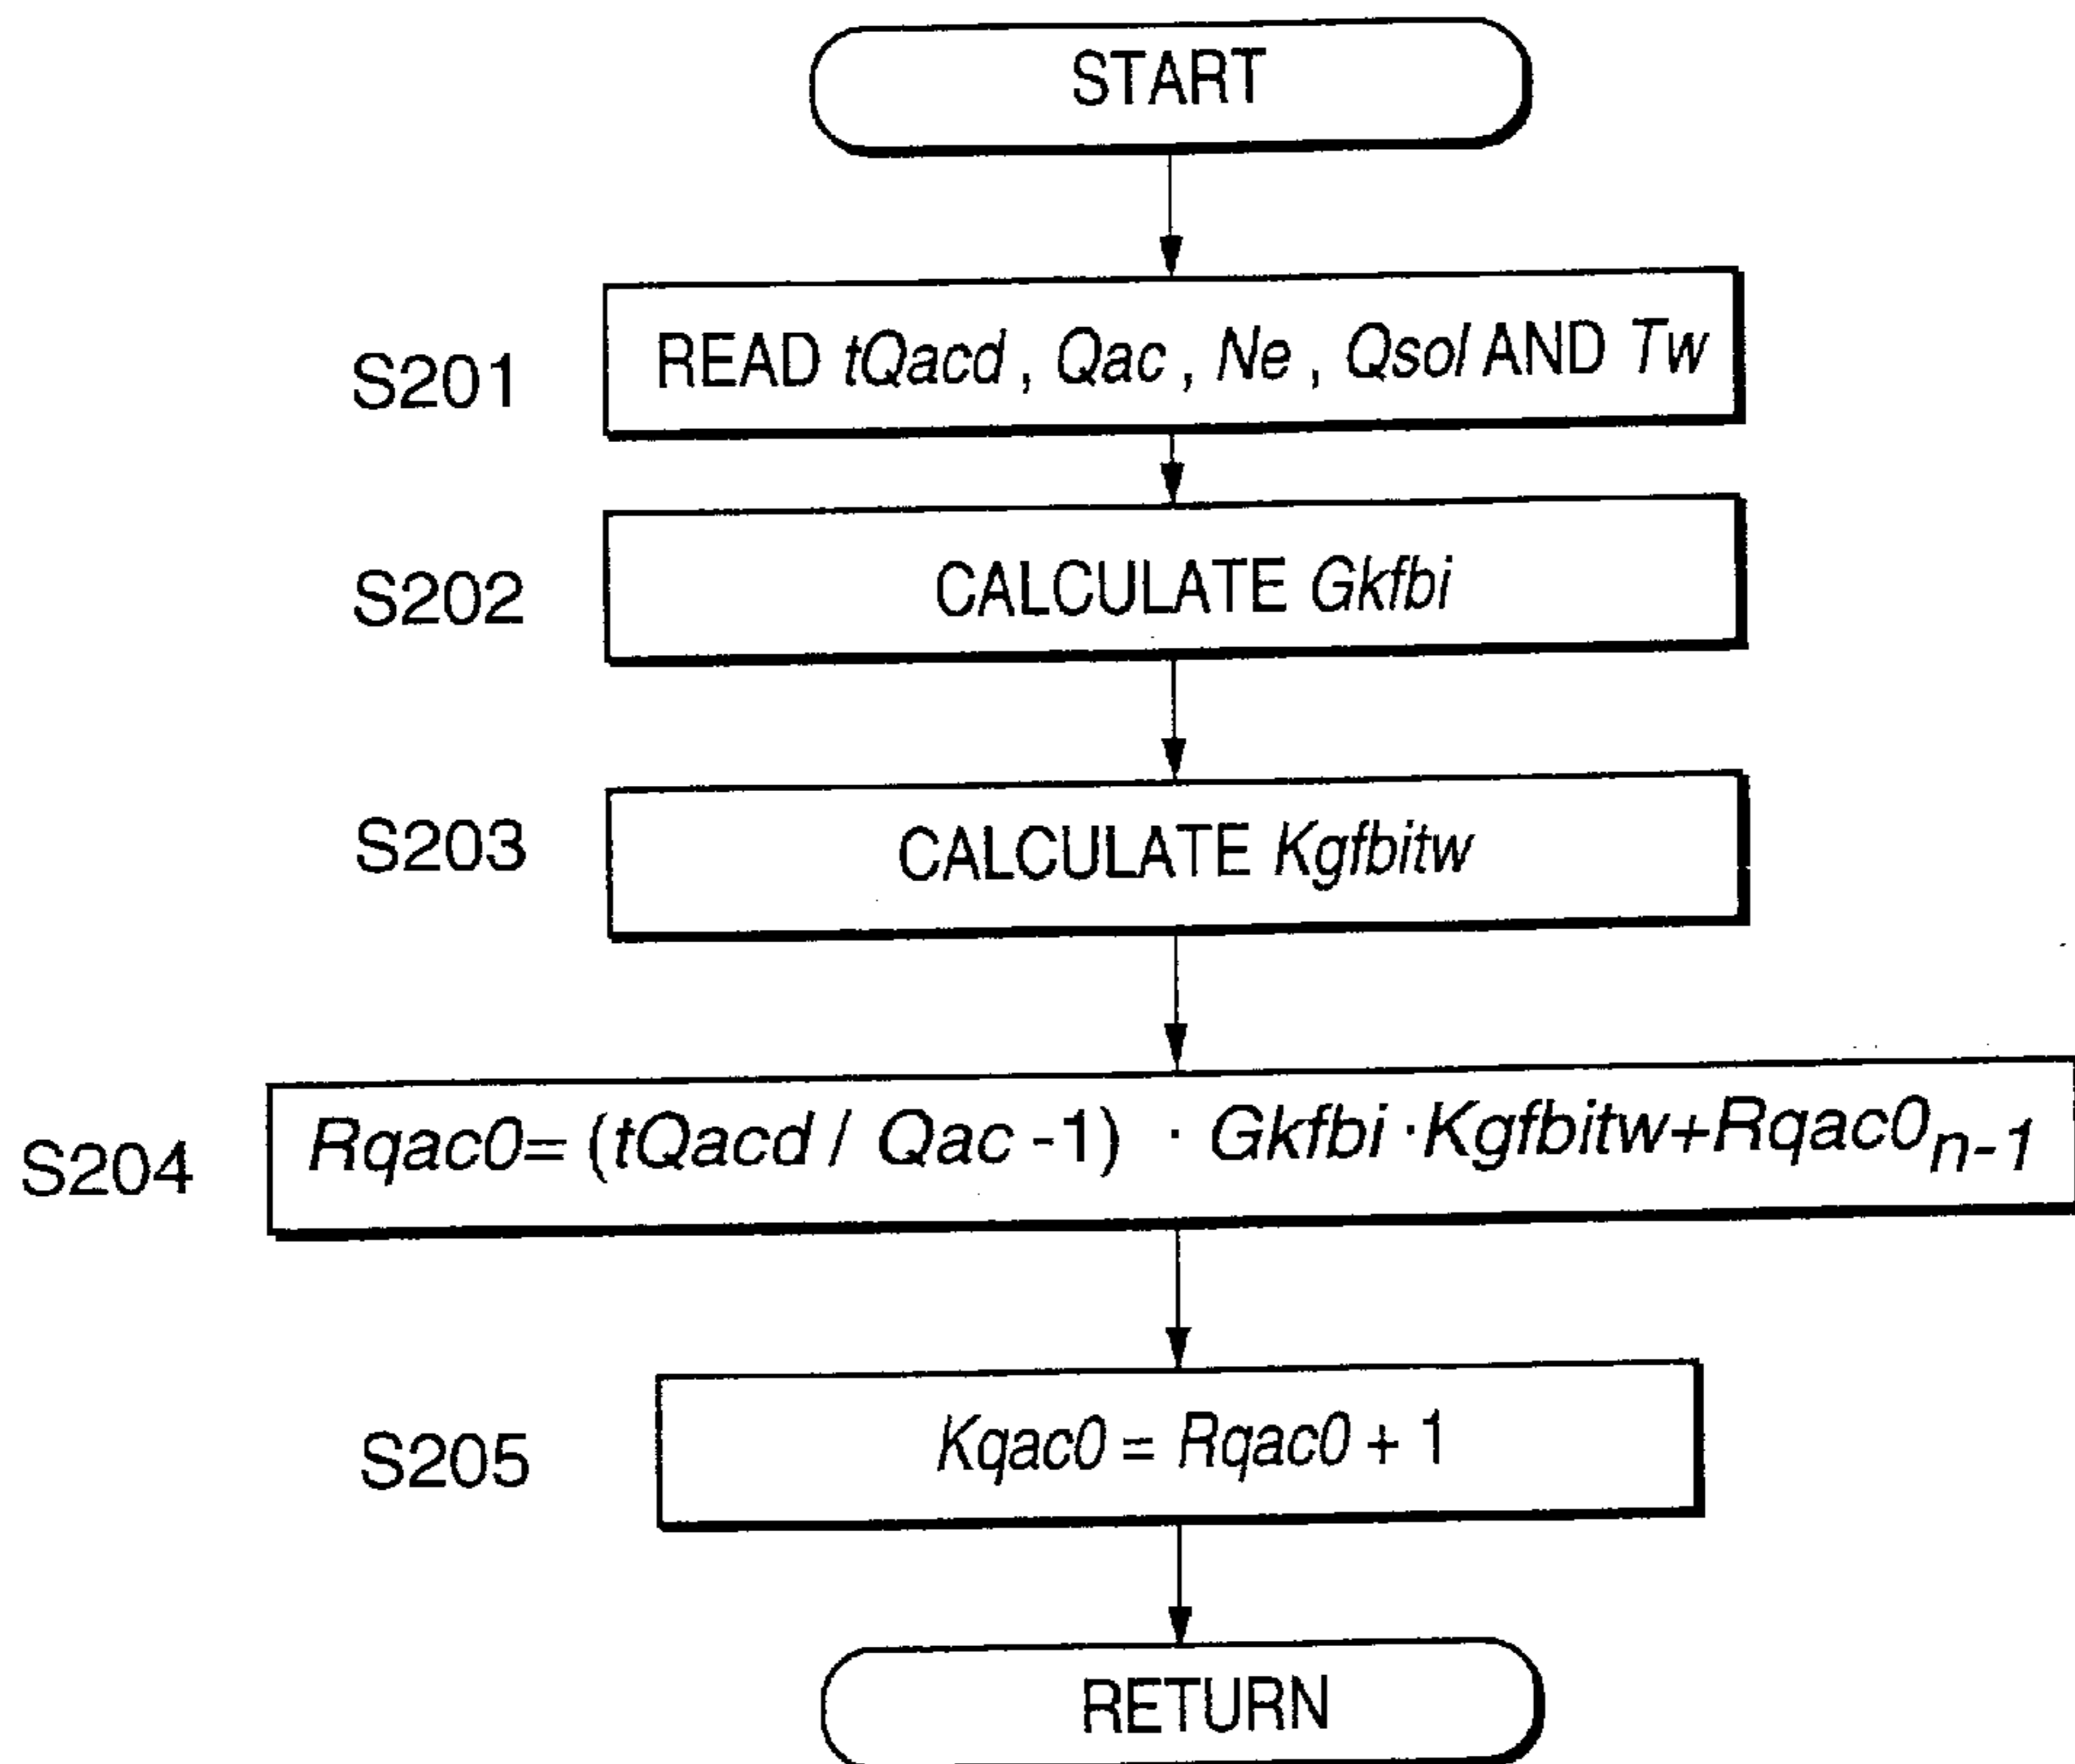 START
S201
READ tQacd , Qac , Ne , Qsol AND Tw
S202
CALCULATE Gkfbi
S203
CALCULATE Kgfbitw
S204
Rqac0= (tQacd / Qac -1) · Gkfbi ·Kgfbitw+Rqac0n-1
S205
Kqac0 = Rqac0 + 1
RETURN